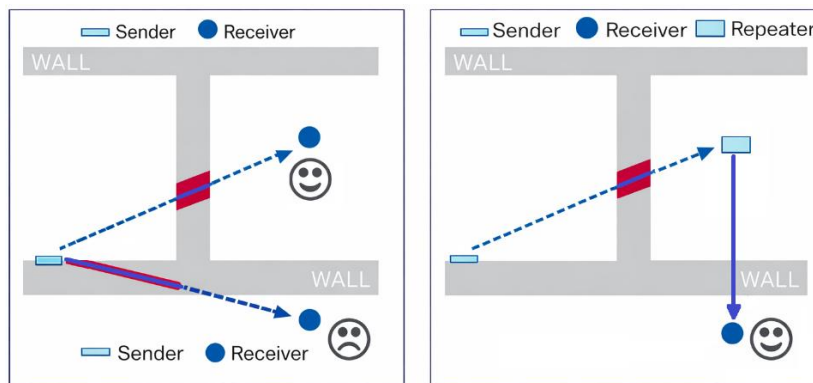 Sender Receiver
WALL
WALL
Sender Receiver
Sender Receiver Repeater
WALL
WALL